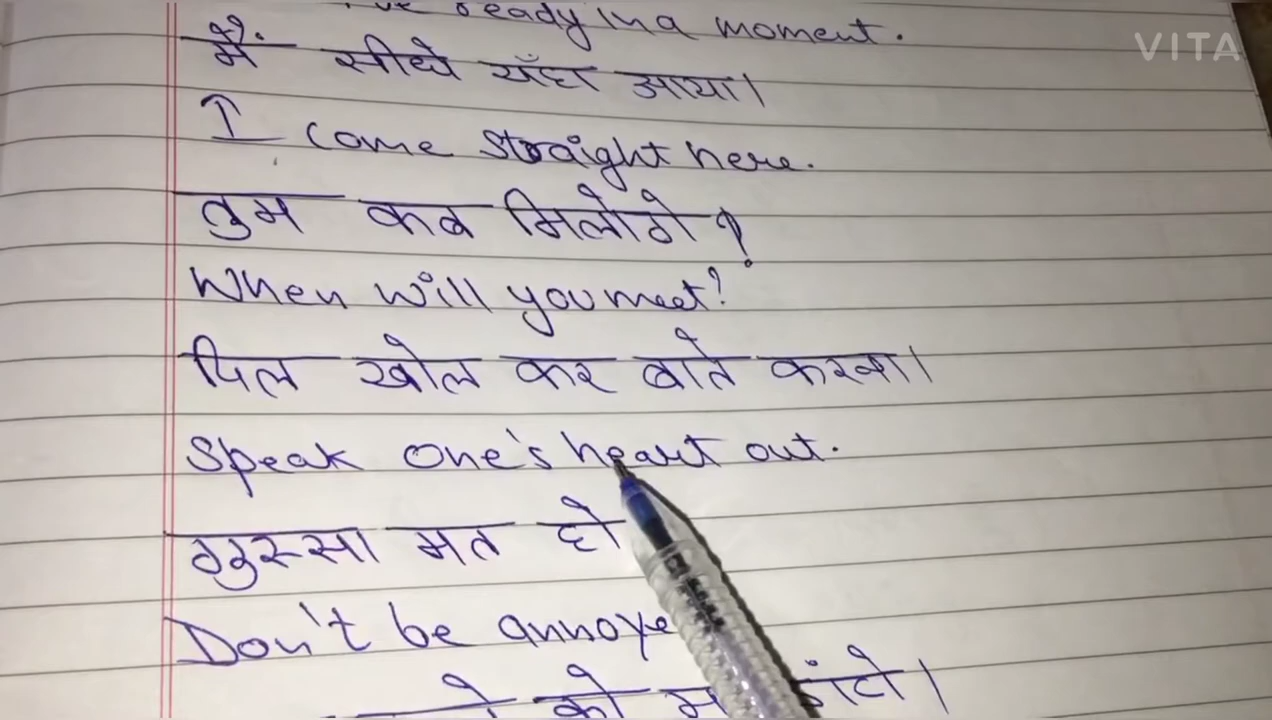 ready in a moment.
VITA
मैं सीधे यँहा आया।
I come straight here.
तुम कब मिलोगे?
When will you meet?
दिल खोल कर बाते करना।
Speak one's heart out.
गुस्सा मत हो
Don't be annoye
को